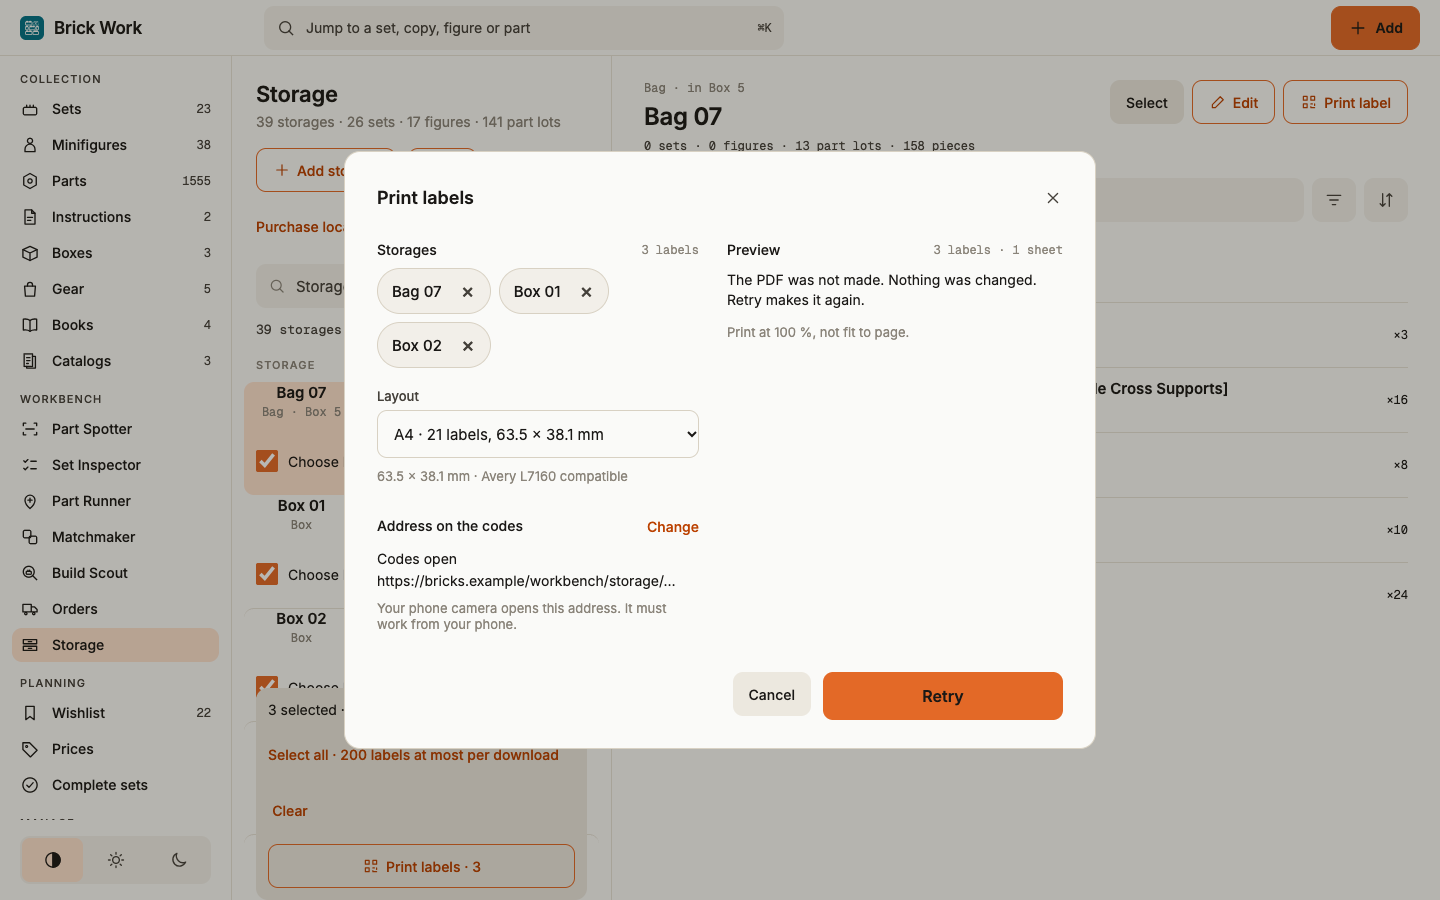 Brick Work
Jump to a set, copy, figure or part
⌘K
Add
COLLECTION
Sets 23
Minifigures 38
Parts 1555
Instructions 2
Boxes 3
Gear 5
Books 4
Catalogs 3
WORKBENCH
Part Spotter
Set Inspector
Part Runner
Matchmaker
Build Scout
Orders
Storage
PLANNING
Wishlist 22
Prices
Complete sets
Storage
39 storages · 26 sets · 17 figures · 141 part lots
Add sto
Purchase loca
Storag
39 storages
STORAGE
Bag 07
Bag · Box 5
Choose
Box 01
Box
Choose
Box 02
Box
Choose
3 selected ·
Select all · 200 labels at most per download
Clear
Print labels · 3
Bag · in Box 5
Bag 07
0 sets · 0 figures · 13 part lots · 158 pieces
Select
Edit
Print label
×3
le Cross Supports]
×16
×8
×10
×24
Print labels
Storages 3 labels
Bag 07 ×
Box 01 ×
Box 02 ×
Layout
A4 · 21 labels, 63.5 × 38.1 mm
63.5 × 38.1 mm · Avery L7160 compatible
Address on the codes Change
Codes open
https://bricks.example/workbench/storage/…
Your phone camera opens this address. It must
work from your phone.
Preview 3 labels · 1 sheet
The PDF was not made. Nothing was changed.
Retry makes it again.
Print at 100 %, not fit to page.
Cancel
Retry